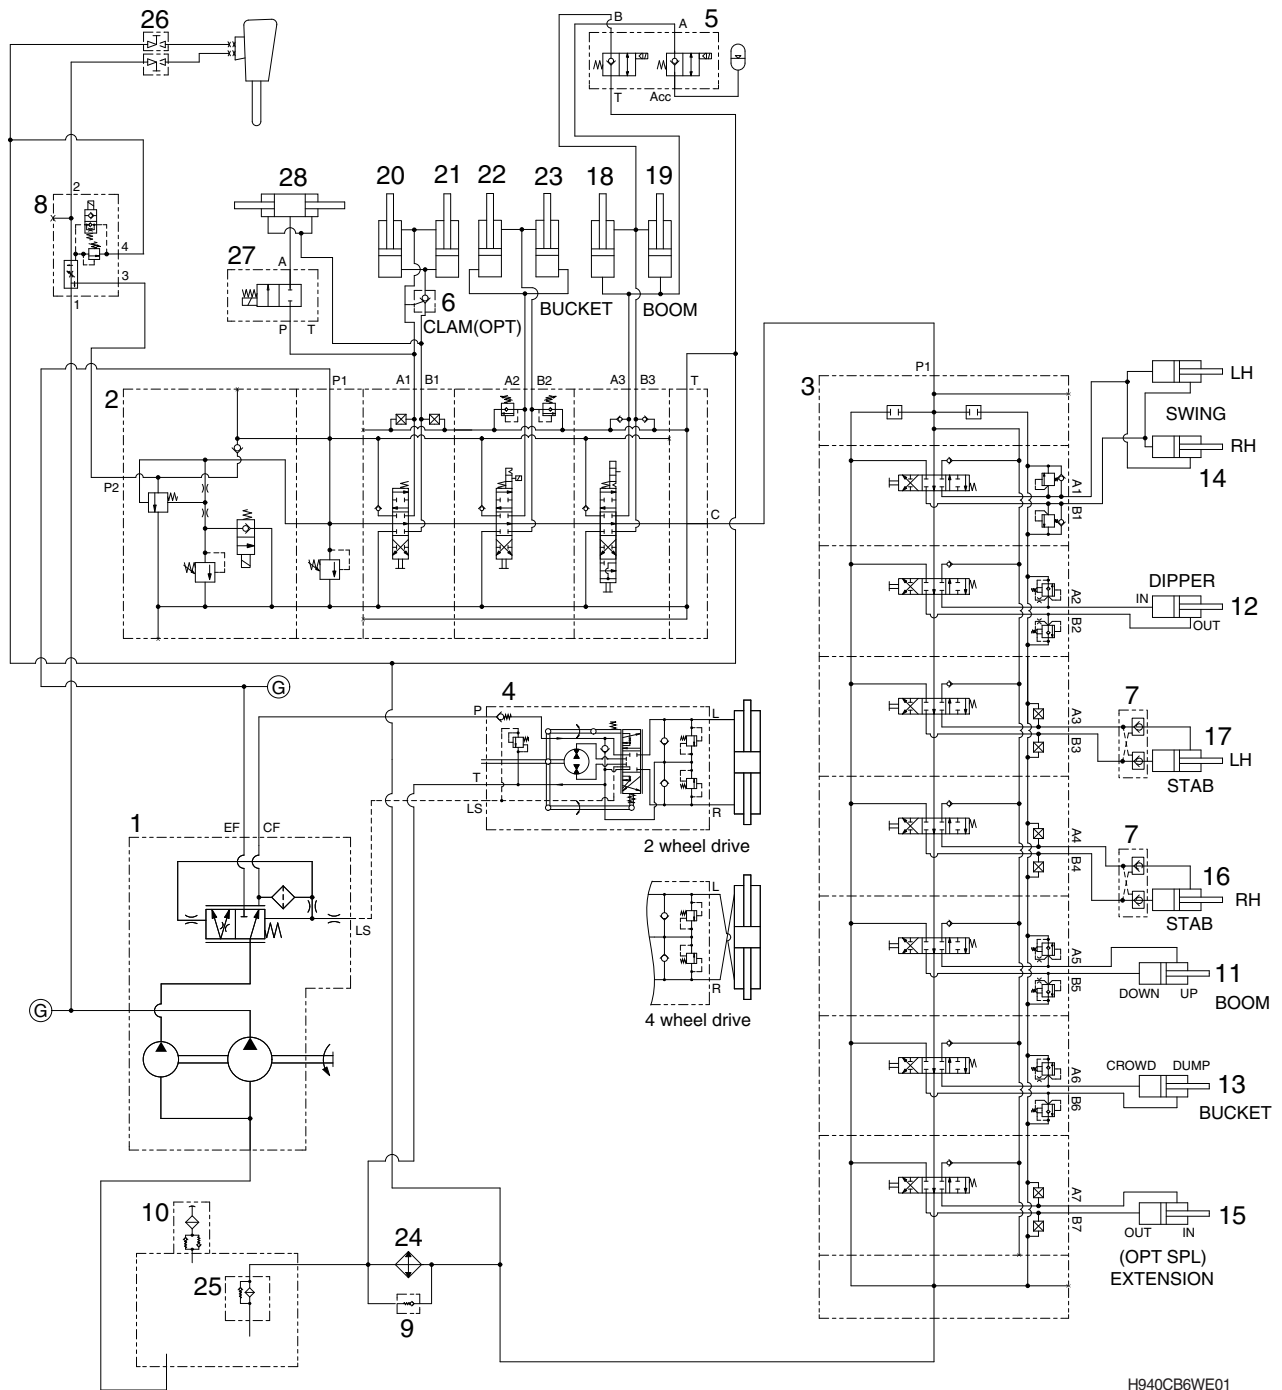 26
B
A
5
T
Acc
28
20
21
22
23
18
19
8
2
4
3
1
27
A
P
T
6
CLAM(OPT)
BUCKET
BOOM
2
P1
A1
B1
A2
B2
A3
B3
T
P2
C
3
P1
LH
SWING
RH
14
A1
B1
DIPPER
IN
OUT
12
A2
B2
7
17
LH
STAB
A3
B3
7
16
RH
STAB
A4
B4
11
DOWN
UP
BOOM
A5
B5
CROWD
DUMP
13
BUCKET
A6
B6
15
OUT
IN
(OPT SPL)
EXTENSION
A7
B7
G
4
P
T
LS
L
R
2 wheel drive
L
R
4 wheel drive
1
EF
CF
LS
G
10
25
24
9
H940CB6WE01